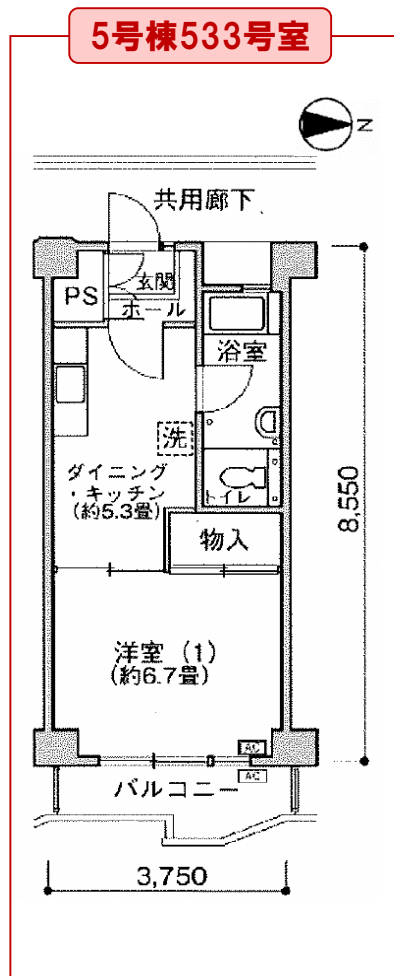 5号棟533号室
N
共用廊下
PS
玄関
ホール
浴室
洗
ダイニング
・キッチン
(約5.3畳)
トイレ
物入
8,550
洋室（1）
(約6.7畳)
AC
AC
バルコニー
3,750